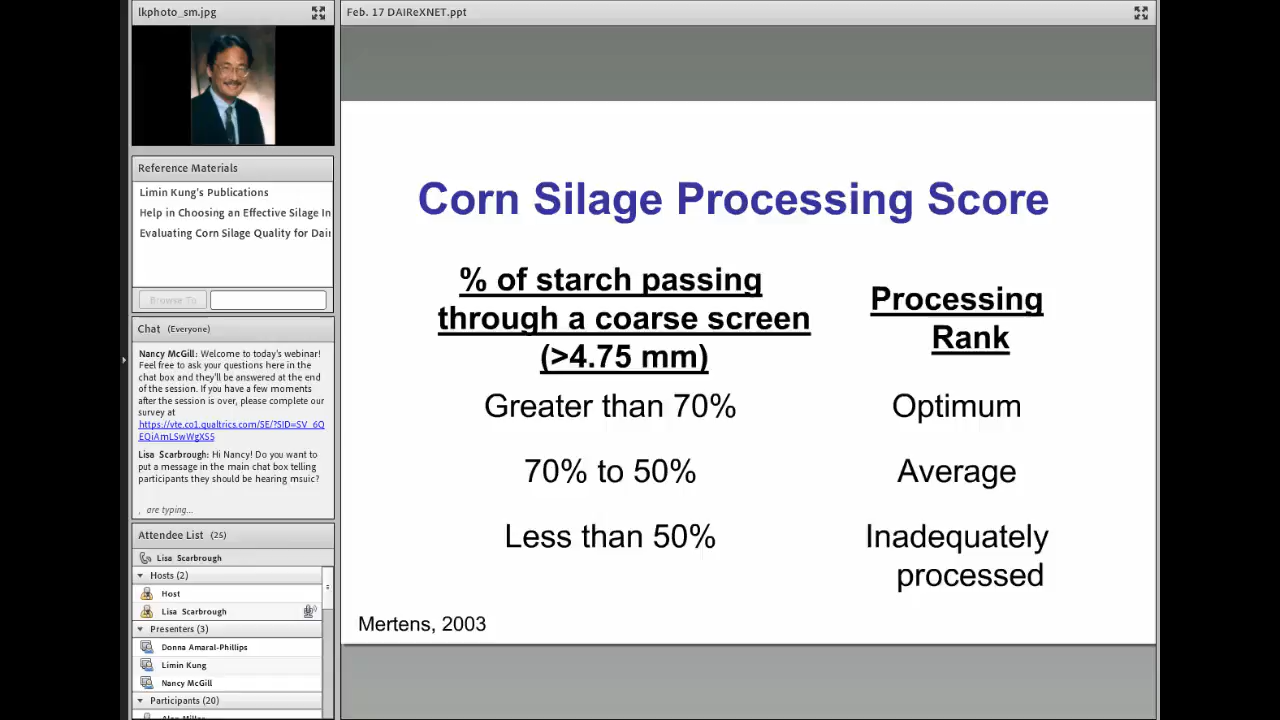 lkphoto_sm.jpg
Reference Materials
Limin Kung's Publications
Help in Choosing an Effective Silage In
Evaluating Corn Silage Quality for Dair
Browse To
Chat (Everyone)
Nancy McGill: Welcome to today's webinar!
Feel free to ask your questions here in the
chat box and they'll be answered at the end
of the session. If you have a few moments
after the session is over, please complete our
survey at
https://vte.co1.qualtrics.com/SE/?SID=SV_6Q
EQiAmLSwWgXS5
Lisa Scarbrough: Hi Nancy! Do you want to
put a message in the main chat box telling
participants they should be hearing msuic?
, are typing...
Attendee List (25)
Lisa Scarbrough
Hosts (2)
Host
Lisa Scarbrough
Presenters (3)
Donna Amaral-Phillips
Limin Kung
Nancy McGill
Participants (20)
Feb. 17 DAIReXNET.ppt
Corn Silage Processing Score
% of starch passing
through a coarse screen
(>4.75 mm)
Processing
Rank
Greater than 70% Optimum
70% to 50% Average
Less than 50% Inadequately
processed
Mertens, 2003